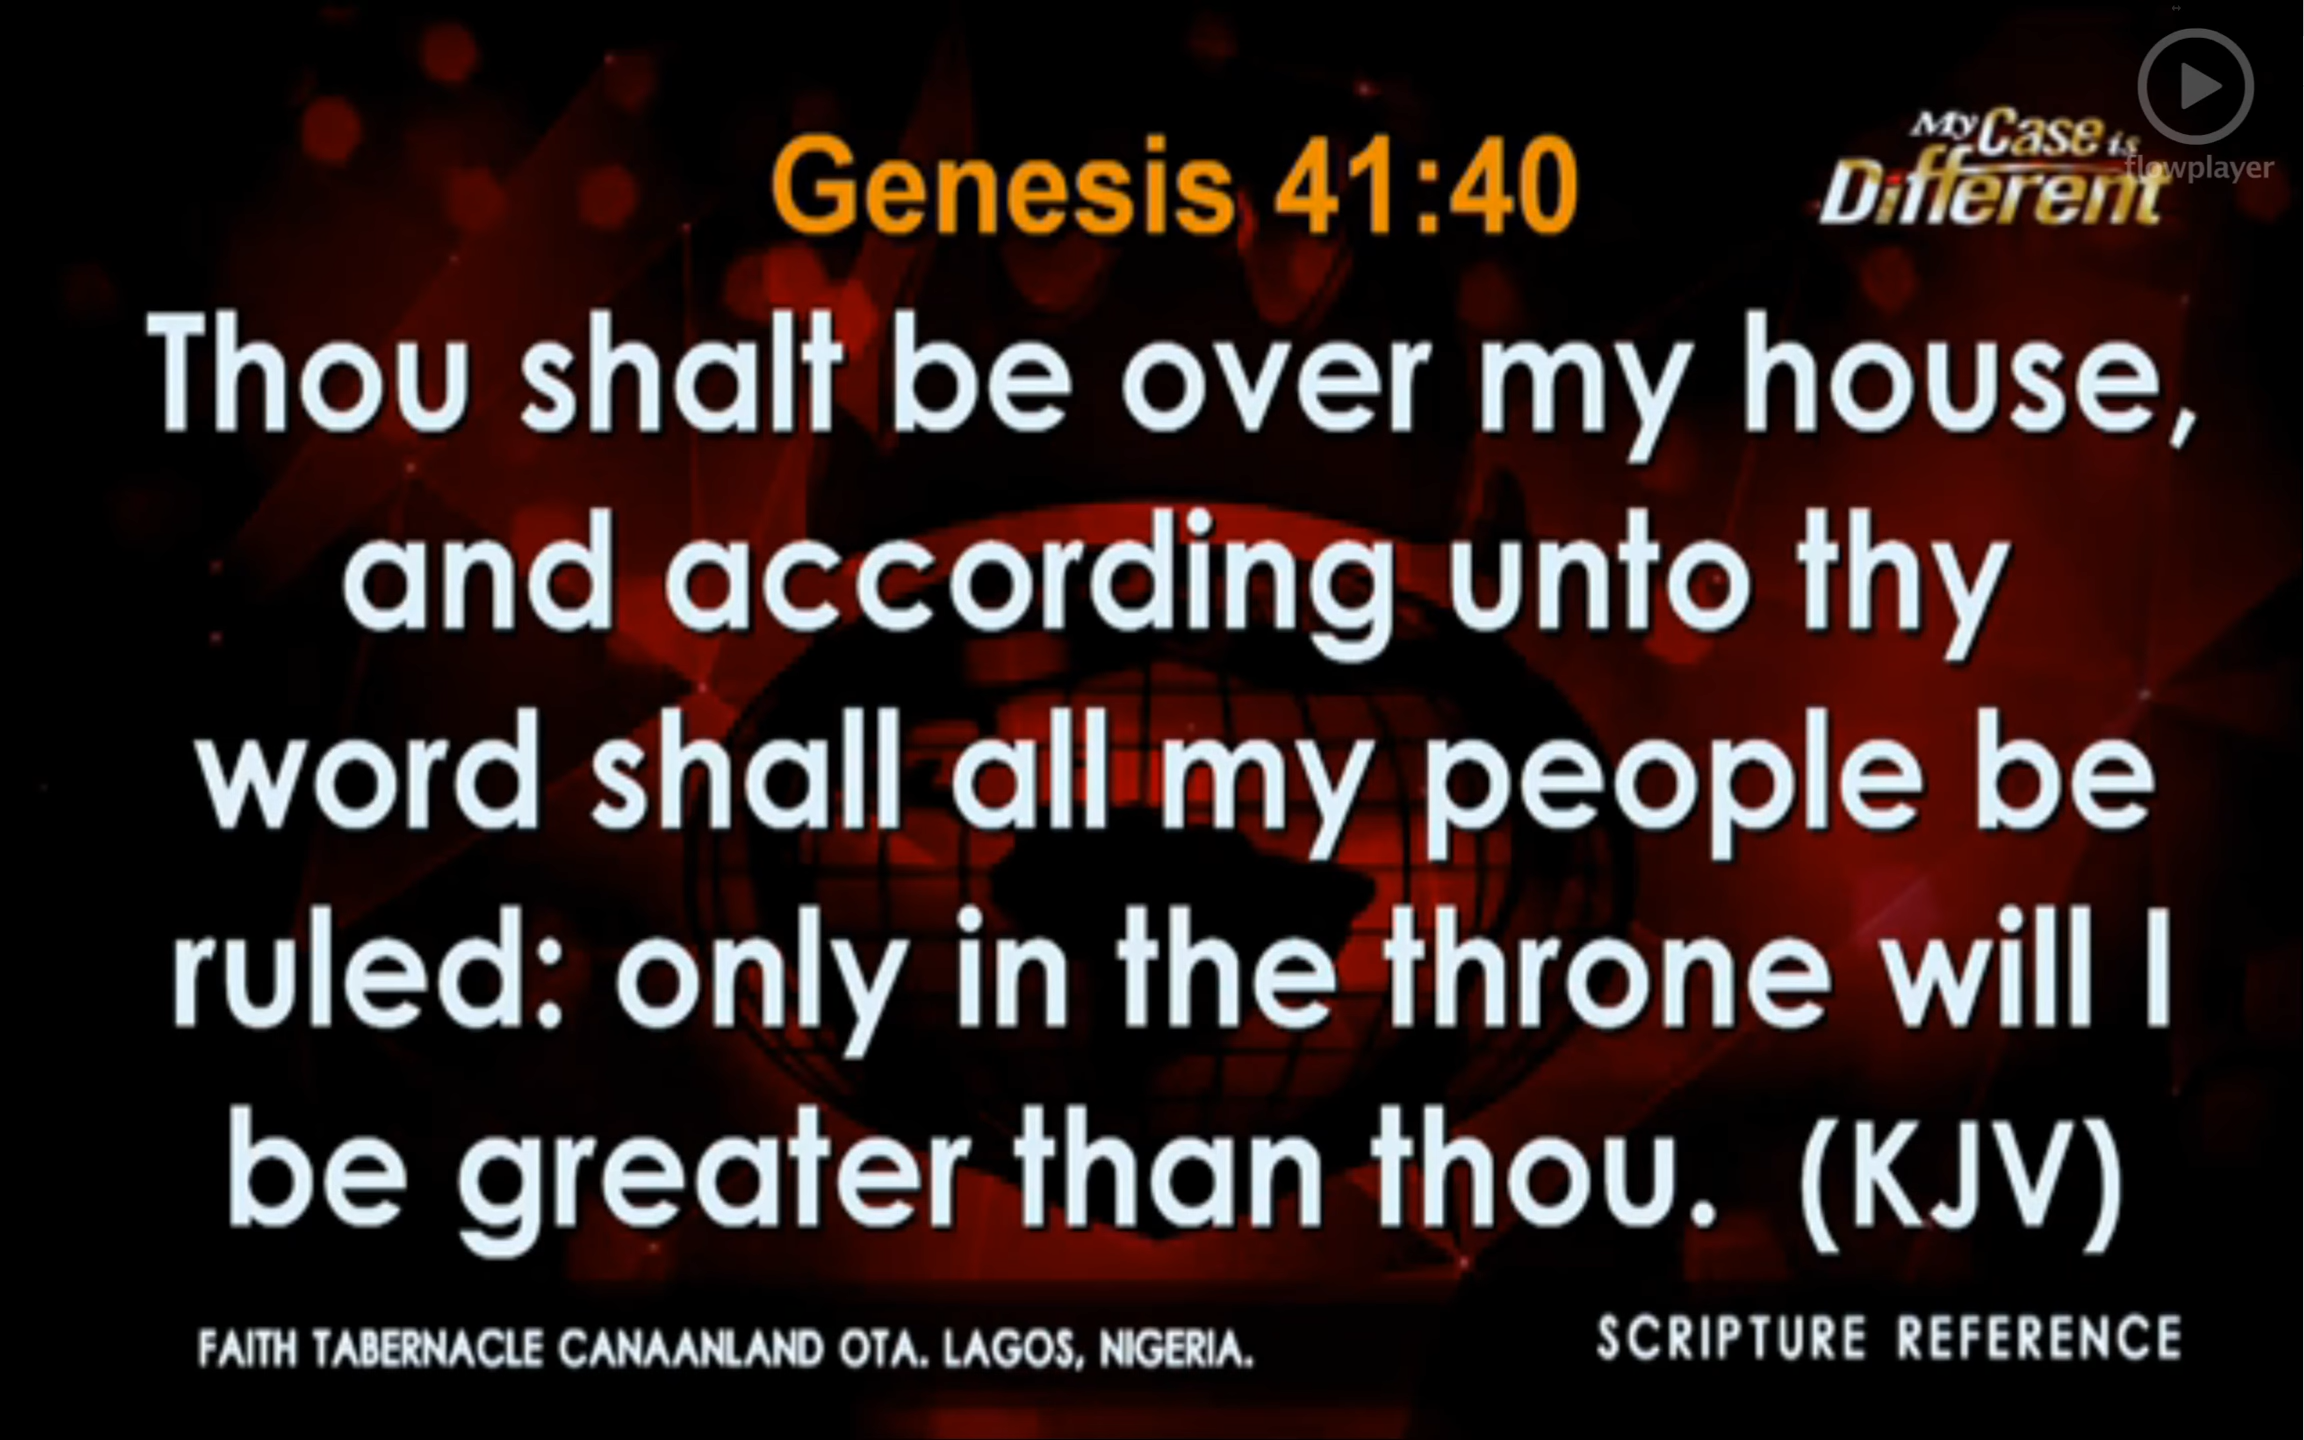 Genesis 41:40
My Case is
Different
flowplayer
Thou shalt be over my house,
and according unto thy
word shall all my people be
ruled: only in the throne will I
be greater than thou. (KJV)
FAITH TABERNACLE CANAANLAND OTA. LAGOS, NIGERIA.
SCRIPTURE REFERENCE